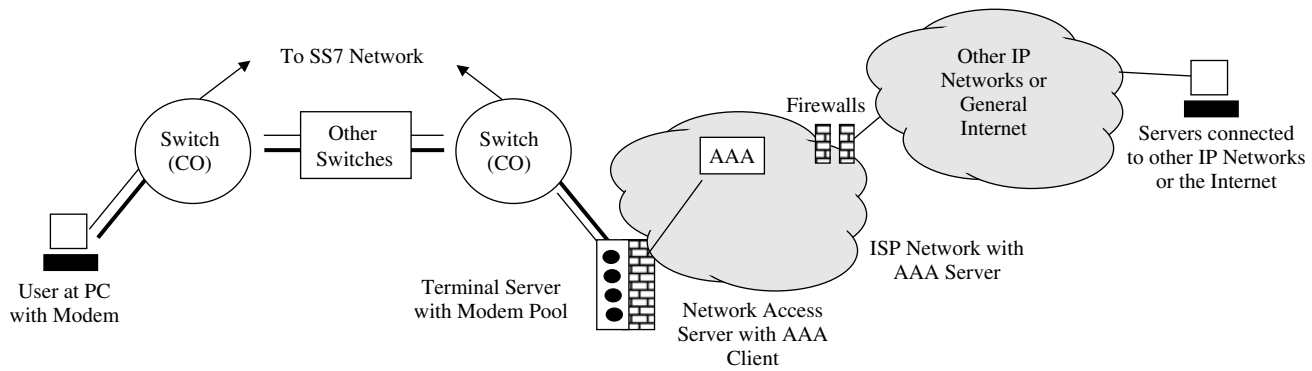 To SS7 Network
Switch
(CO)
Other
Switches
Switch
(CO)
User at PC
with Modem
Terminal Server
with Modem Pool
Network Access
Server with AAA
Client
AAA
ISP Network with
AAA Server
Firewalls
Other IP
Networks or
General
Internet
Servers connected
to other IP Networks
or the Internet